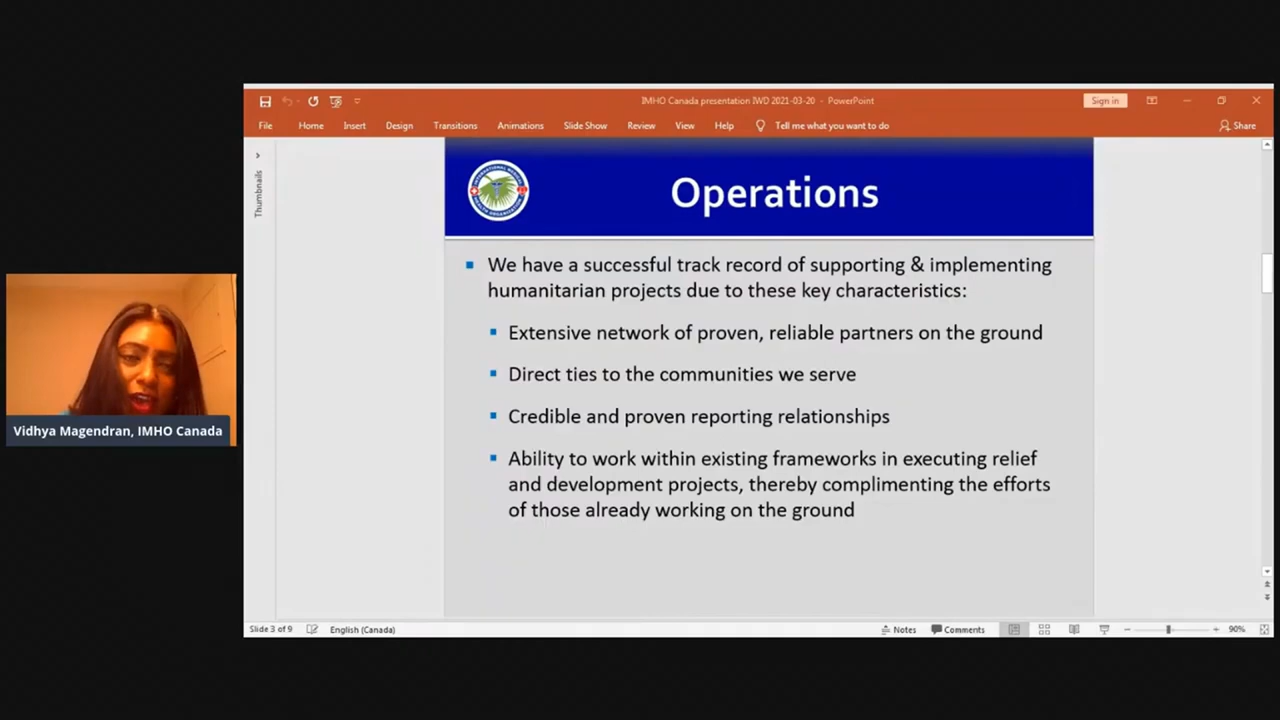 IMHO Canada presentation IWD 2021-03-20 - PowerPoint
Sign in
File Home Insert Design Transitions Animations Slide Show Review View Help Tell me what you want to do Share
Thumbnails
Operations
We have a successful track record of supporting & implementing
humanitarian projects due to these key characteristics:
Extensive network of proven, reliable partners on the ground
Direct ties to the communities we serve
Credible and proven reporting relationships
Ability to work within existing frameworks in executing relief
and development projects, thereby complimenting the efforts
of those already working on the ground
Vidhya Magendran, IMHO Canada
Slide 3 of 9 English (Canada) Notes Comments 90%